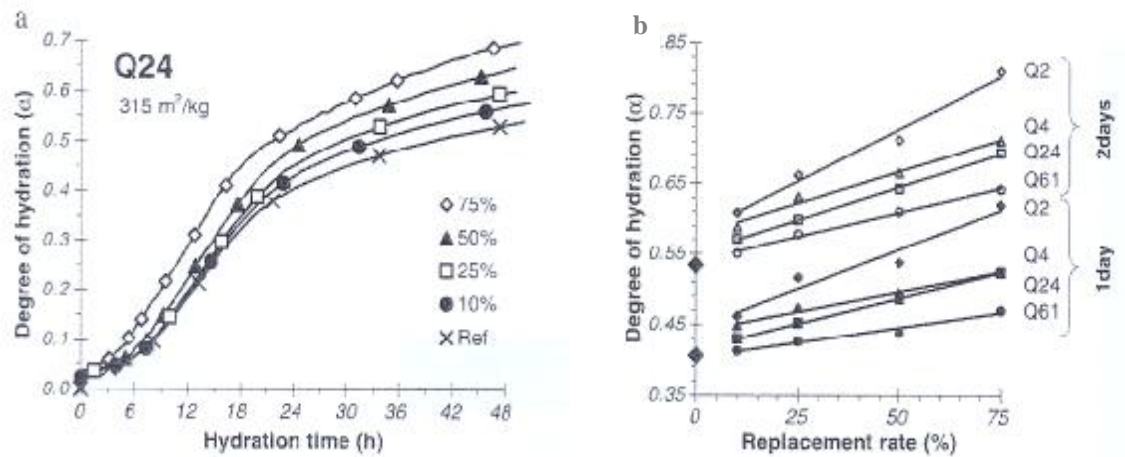 a
Q24
315 m²/kg
Degree of hydration (α)
0.7
0.6
0.5
0.4
0.3
0.2
0.1
0.0
75%
50%
25%
10%
Ref
0 6 12 18 24 30 36 42 48
Hydration time (h)
b
Degree of hydration (α)
.85
0.75
0.65
0.55
0.45
0.35
Q2
Q4
Q24
Q61
2days
Q2
Q4
Q24
Q61
1day
0 25 50 75
Replacement rate (%)